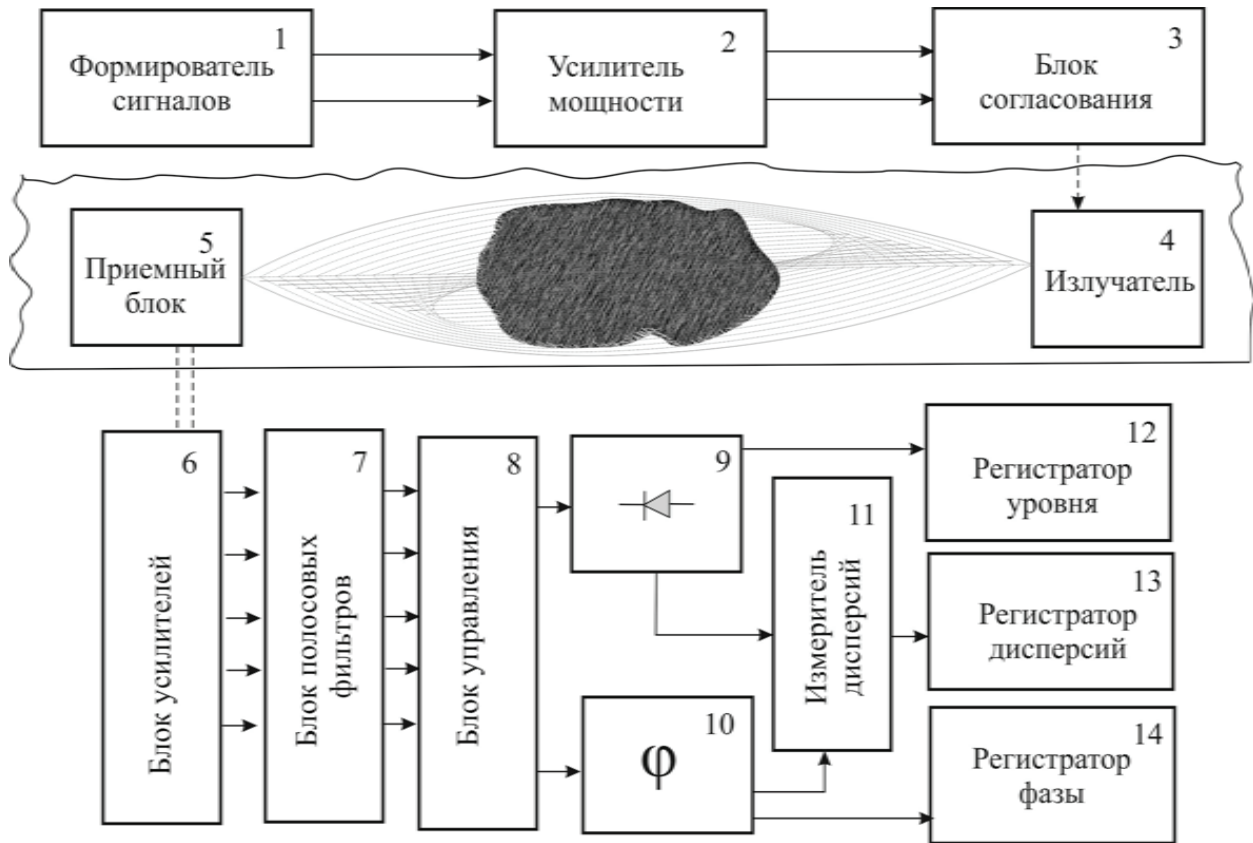 1
Формирователь
сигналов
2
Усилитель
мощности
3
Блок
согласования
5
Приемный
блок
4
Излучатель
6
Блок усилителей
7
Блок полосовых
фильтров
8
Блок управления
9
10
φ
11
Измеритель
дисперсий
12
Регистратор
уровня
13
Регистратор
дисперсий
14
Регистратор
фазы